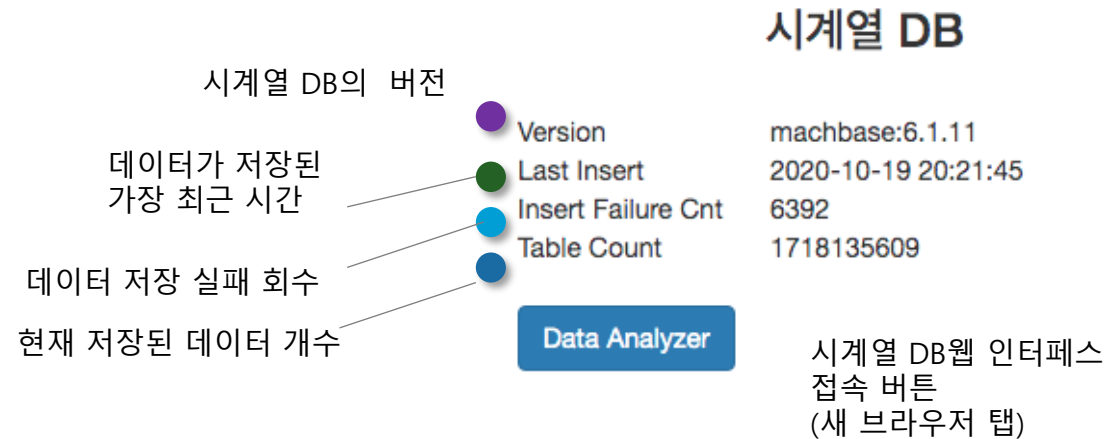 시계열 DB
시계열 DB의 버전
Version machbase:6.1.11
데이터가 저장된
가장 최근 시간
Last Insert 2020-10-19 20:21:45
Insert Failure Cnt 6392
데이터 저장 실패 회수
Table Count 1718135609
현재 저장된 데이터 개수
Data Analyzer
시계열 DB웹 인터페스
접속 버튼
(새 브라우저 탭)